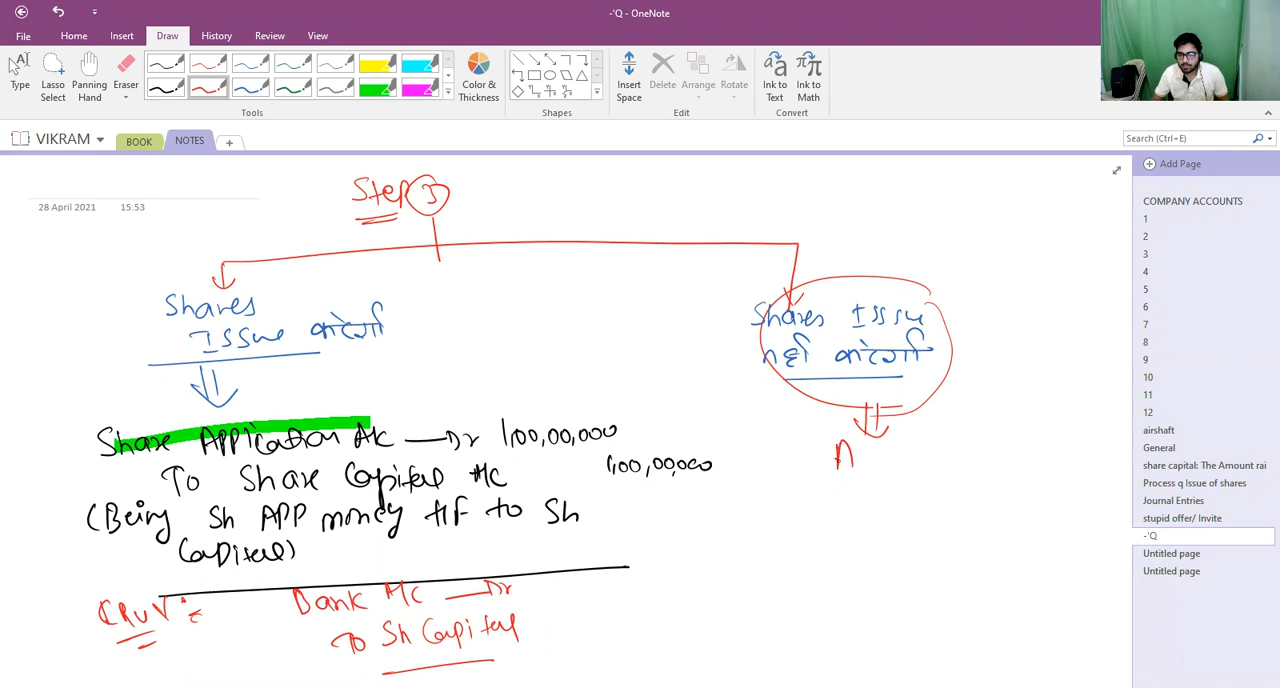 -'Q - OneNote
File
Home
Insert
Draw
History
Review
View
Type
Lasso Select
Panning Hand
Eraser
Color & Thickness
Insert Space
Delete
Arrange
Rotate
Ink to Text
Ink to Math
Tools
Shapes
Edit
Convert
VIKRAM
BOOK
NOTES
Search (Ctrl+E)
28 April 2021
15:53
Step 3
Shares
Issue करेगी
Shares Issue
नही करेगी
Share Application A/c — Dr 1,00,00,000
To Share Capital A/c 1,00,00,000
(Being Sh APP money t/f to Sh
Capital)
Bank A/c — Dr
To Sh Capital
Add Page
COMPANY ACCOUNTS
1
2
3
4
5
6
7
8
9
10
11
12
airshaft
General
share capital: The Amount rai
Process q Issue of shares
Journal Entries
stupid offer/ Invite
-'Q
Untitled page
Untitled page